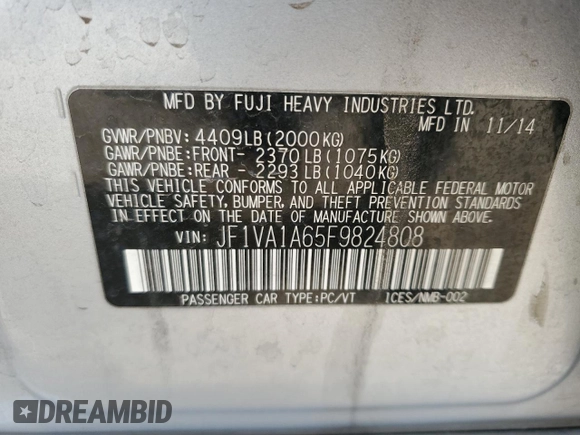 MFD BY FUJI HEAVY INDUSTRIES LTD.
MFD IN 11/14
GVWR/PNBV: 4409LB(2000KG)
GAWR/PNBE:FRONT- 2370LB(1075KG)
GAWR/PNBE:REAR - 2293LB(1040KG)
THIS VEHICLE CONFORMS TO ALL APPLICABLE FEDERAL MOTOR
VEHICLE SAFETY, BUMPER, AND THEFT PREVENTION STANDARDS
IN EFFECT ON THE DATE OF MANUFACTURE SHOWN ABOVE.
VIN: JF1VA1A65F9824808
PASSENGER CAR TYPE:PC/VT 1CES/NMB-002
DREAMBID